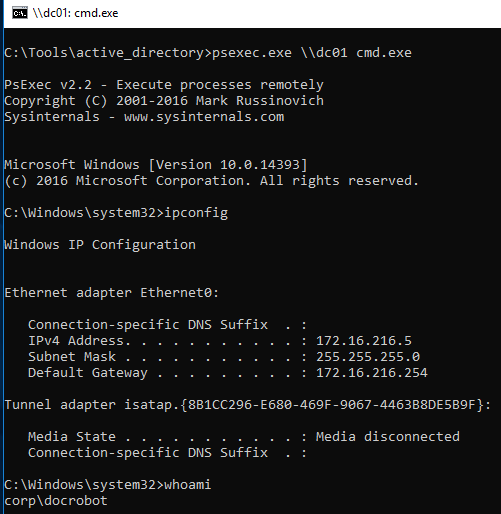 \\dc01: cmd.exe
C:\Tools\active_directory>psexec.exe \\dc01 cmd.exe
PsExec v2.2 - Execute processes remotely
Copyright (C) 2001-2016 Mark Russinovich
Sysinternals - www.sysinternals.com
Microsoft Windows [Version 10.0.14393]
(c) 2016 Microsoft Corporation. All rights reserved.
C:\Windows\system32>ipconfig
Windows IP Configuration
Ethernet adapter Ethernet0:
Connection-specific DNS Suffix  . :
IPv4 Address. . . . . . . . . . . : 172.16.216.5
Subnet Mask . . . . . . . . . . . : 255.255.255.0
Default Gateway . . . . . . . . . : 172.16.216.254
Tunnel adapter isatap.{8B1CC296-E680-469F-9067-4463B8DE5B9F}:
Media State . . . . . . . . . . . : Media disconnected
Connection-specific DNS Suffix  . :
C:\Windows\system32>whoami
corp\docrobot